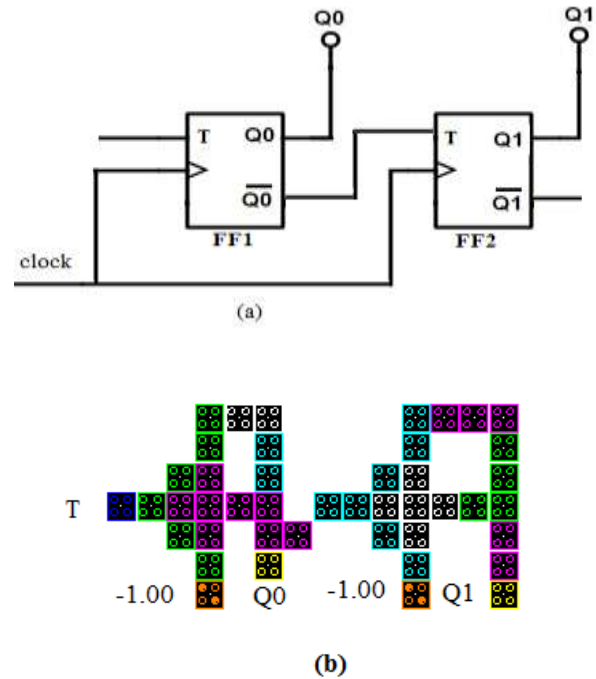 Q0 Q1
T Q0 T Q1
Q0 Q1
FF1 FF2
clock
(a)
T
-1.00 Q0 -1.00 Q1
(b)